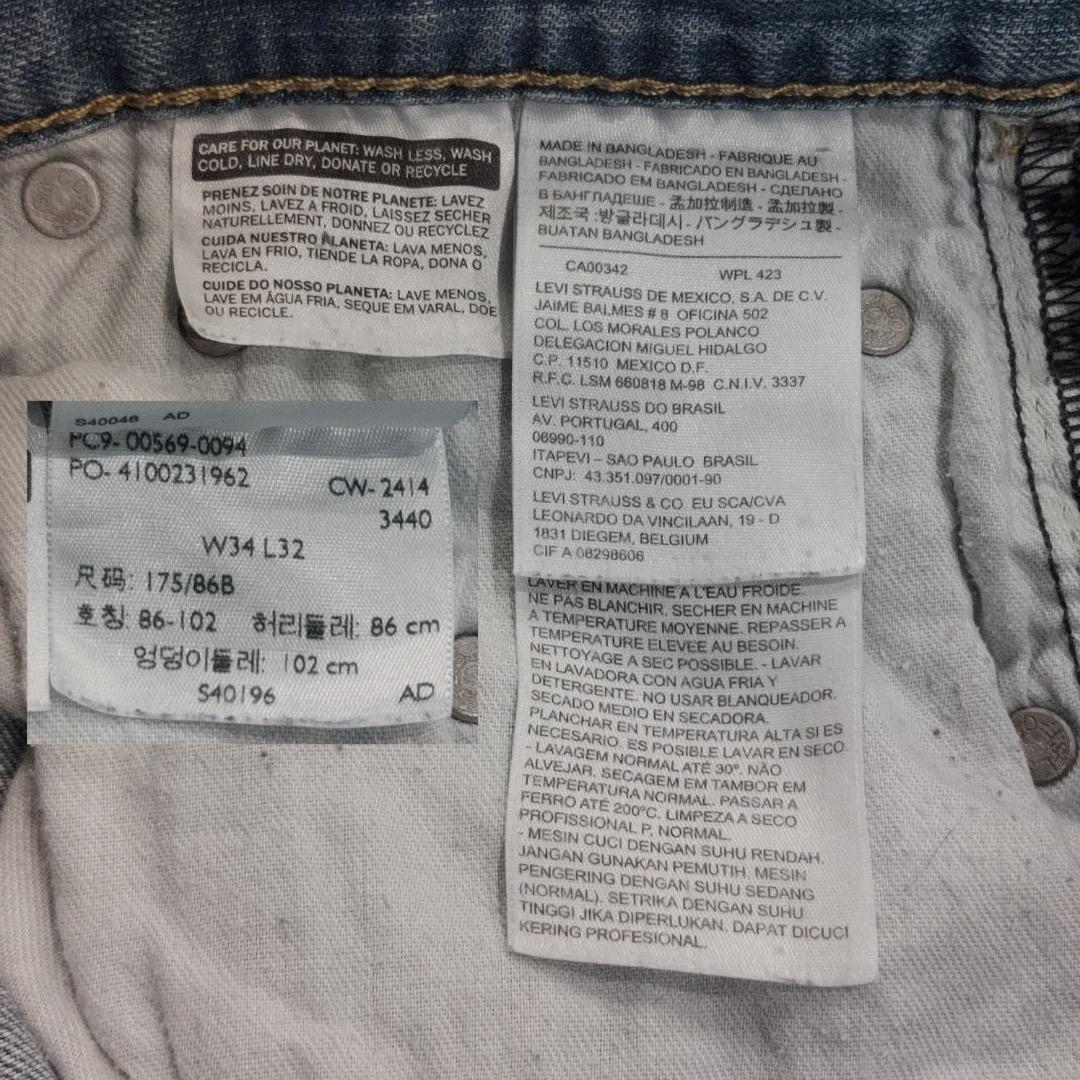 CARE FOR OUR PLANET: WASH LESS, WASH
COLD, LINE DRY, DONATE OR RECYCLE
PRENEZ SOIN DE NOTRE PLANETE: LAVEZ
MOINS, LAVEZ A FROID, LAISSEZ SECHER
NATURELLEMENT, DONNEZ OU RECYCLEZ
CUIDA NUESTRO PLANETA: LAVA MENOS,
LAVA EN FRIO, TIENDE LA ROPA, DONA O
RECICLA.
CUIDE DO NOSSO PLANETA: LAVE MENOS,
LAVE EM ÁGUA FRIA, SEQUE EM VARAL, DOE
OU RECICLE.
MADE IN BANGLADESH - FABRIQUE AU
BANGLADESH - FABRICADO EN BANGLADESH -
FABRICADO EM BANGLADESH - СДЕЛАНО
В БАНГЛАДЕШЕ - 孟加拉制造 - 孟加拉製 -
제조국 :방글라데시 - バングラデシュ製 -
BUATAN BANGLADESH
CA00342 WPL 423
LEVI STRAUSS DE MEXICO, S.A. DE C.V.
JAIME BALMES # 8 OFICINA 502
COL. LOS MORALES POLANCO
DELEGACION MIGUEL HIDALGO
C.P. 11510 MEXICO D.F.
R.F.C. LSM 660818 M-98 C.N.I.V. 3337
LEVI STRAUSS DO BRASIL
AV. PORTUGAL, 400
06990-110
ITAPEVI – SAO PAULO BRASIL
CNPJ: 43.351.097/0001-90
LEVI STRAUSS & CO. EU SCA/CVA
LEONARDO DA VINCILAAN, 19 - D
1831 DIEGEM, BELGIUM
CIF A 08298606
LAVER EN MACHINE A L'EAU FROIDE.
NE PAS BLANCHIR. SECHER EN MACHINE
A TEMPERATURE MOYENNE. REPASSER A
TEMPERATURE ELEVEE AU BESOIN.
NETTOYAGE A SEC POSSIBLE. - LAVAR
EN LAVADORA CON AGUA FRIA Y
DETERGENTE. NO USAR BLANQUEADOR.
SECADO MEDIO EN SECADORA.
PLANCHAR EN TEMPERATURA ALTA SI ES
NECESARIO. ES POSIBLE LAVAR EN SECO.
- LAVAGEM NORMAL ATÉ 30°. NÃO
ALVEJAR. SECAGEM EM TAMBOR EM
TEMPERATURA NORMAL. PASSAR A
FERRO ATÉ 200°C. LIMPEZA A SECO
PROFISSIONAL P, NORMAL.
- MESIN CUCI DENGAN SUHU RENDAH.
JANGAN GUNAKAN PEMUTIH. MESIN
PENGERING DENGAN SUHU SEDANG
(NORMAL). SETRIKA DENGAN SUHU
TINGGI JIKA DIPERLUKAN. DAPAT DICUCI
KERING PROFESIONAL.
S40048 AD
PC9- 00569-0094
PO- 4100231962
CW- 2414
3440
W34 L32
尺码: 175/86B
호칭: 86-102 허리둘레: 86 cm
엉덩이둘레: 102 cm
S40196 AD